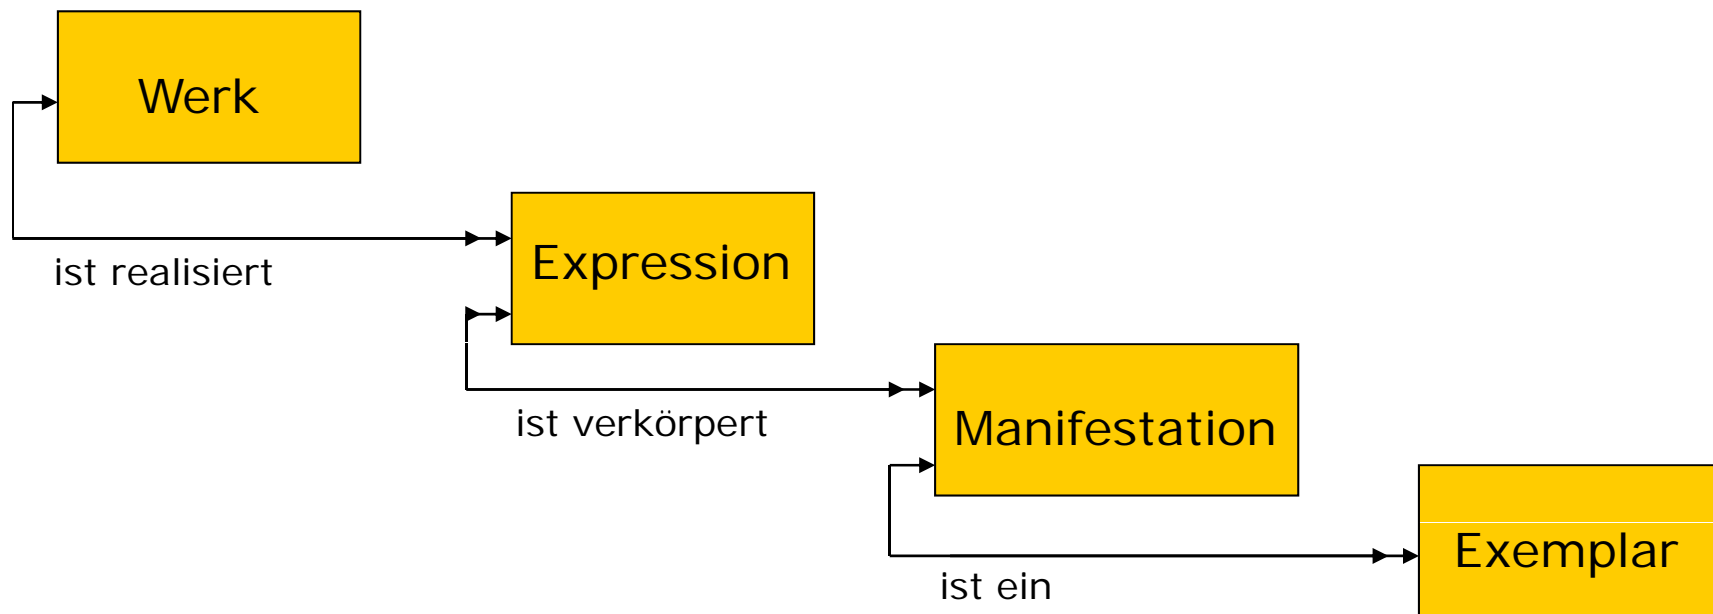 Werk
ist realisiert
Expression
ist verkörpert
Manifestation
ist ein
Exemplar